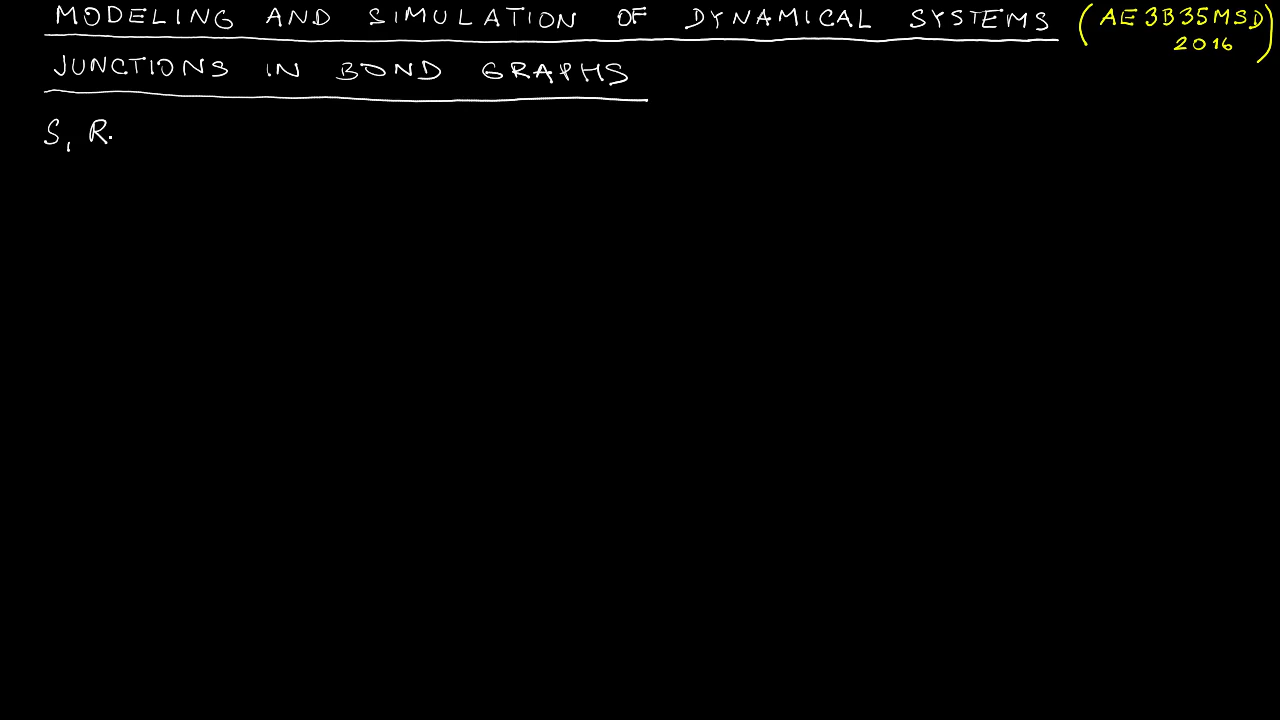 MODELING AND SIMULATION OF DYNAMICAL SYSTEMS (AE3B35MSD
2016)
JUNCTIONS IN BOND GRAPHS
S, R.